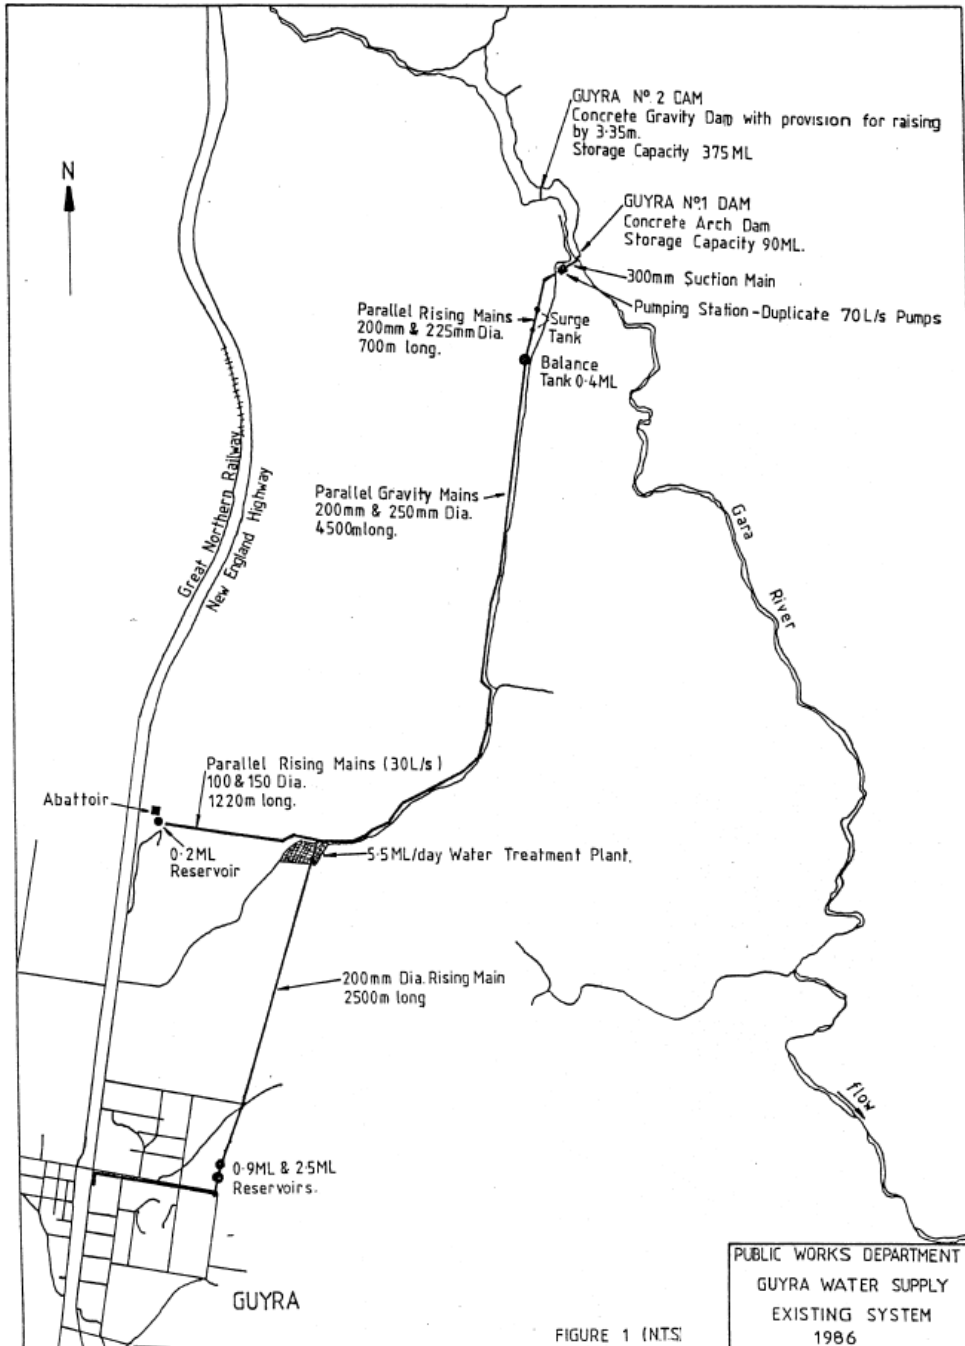 GUYRA Nº 2 DAM
Concrete Gravity Dam with provision for raising
by 3·35m.
Storage Capacity 375 ML
N
GUYRA Nº1 DAM
Concrete Arch Dam
Storage Capacity 90ML.
300mm Suction Main
Pumping Station - Duplicate 70 L/s Pumps
Parallel Rising Mains
200mm & 225mm Dia.
700m long.
Surge
Tank
Balance
Tank 0·4ML
Great Northern Railway
New England Highway
Parallel Gravity Mains
200mm & 250mm Dia.
4500m long.
Gara
River
Parallel Rising Mains (30L/s)
100 & 150 Dia.
1220m long.
Abattoir
0·2ML
Reservoir
5·5ML/day Water Treatment Plant.
200mm Dia. Rising Main
2500m long
flow
0·9ML & 2·5ML
Reservoirs.
GUYRA
FIGURE 1 (N.T.S.
PUBLIC WORKS DEPARTMENT
GUYRA WATER SUPPLY
EXISTING SYSTEM
1986